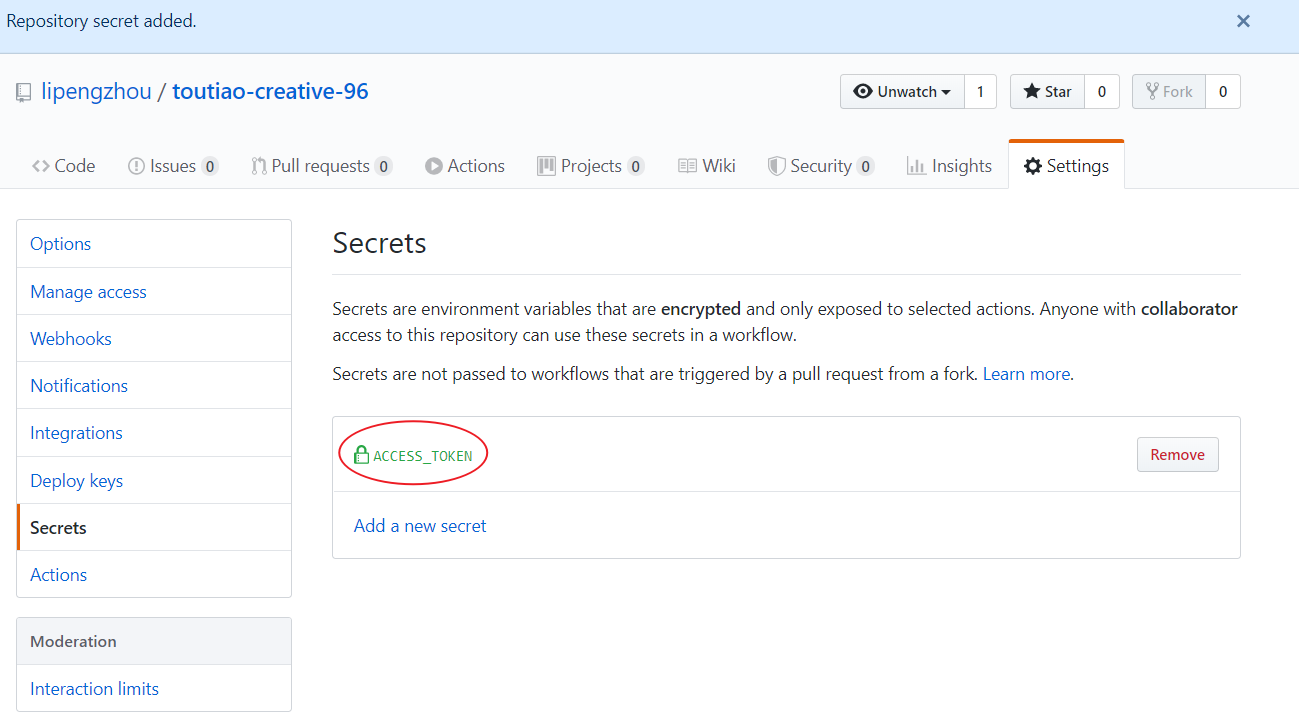 Repository secret added.
lipengzhou / toutiao-creative-96
Unwatch 1 Star 0 Fork 0
Code Issues 0 Pull requests 0 Actions Projects 0 Wiki Security 0 Insights Settings
Options
Manage access
Webhooks
Notifications
Integrations
Deploy keys
Secrets
Actions
Moderation
Interaction limits
Secrets
Secrets are environment variables that are encrypted and only exposed to selected actions. Anyone with collaborator
access to this repository can use these secrets in a workflow.
Secrets are not passed to workflows that are triggered by a pull request from a fork. Learn more.
ACCESS_TOKEN Remove
Add a new secret